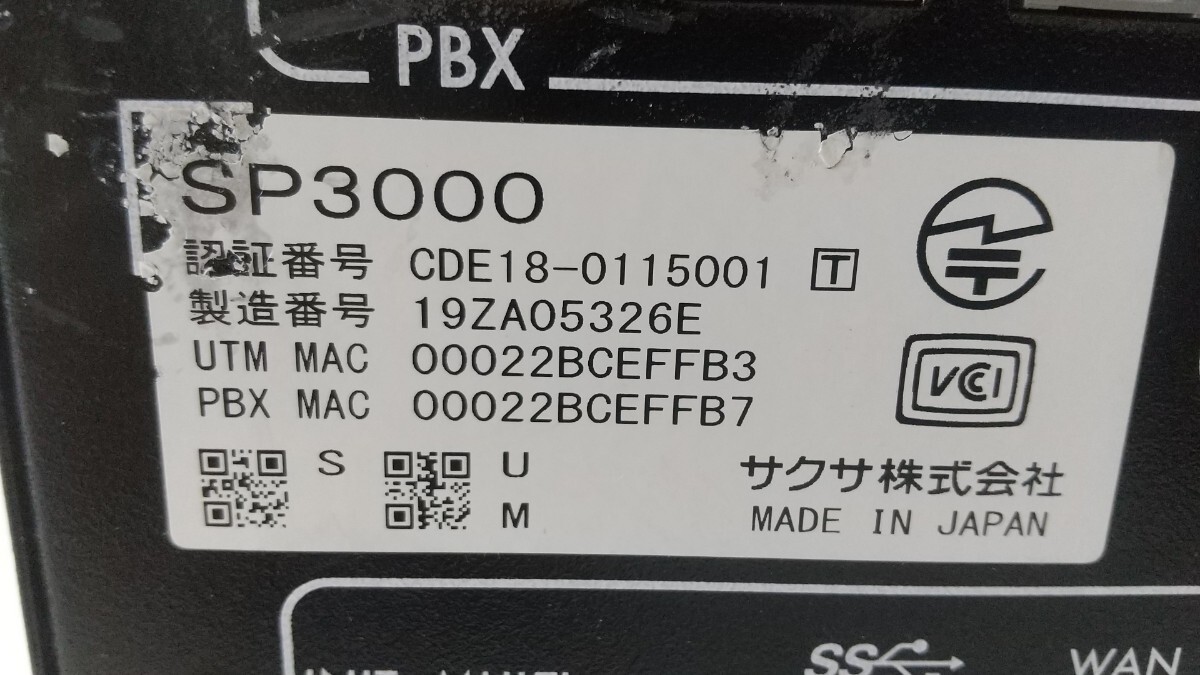 PBX
SP3000
認証番号 CDE18-0115001 T
製造番号 19ZA05326E
UTM MAC 00022BCEFFB3
PBX MAC 00022BCEFFB7
VCCI
S U
M
サクサ株式会社
MADE IN JAPAN
SS WAN